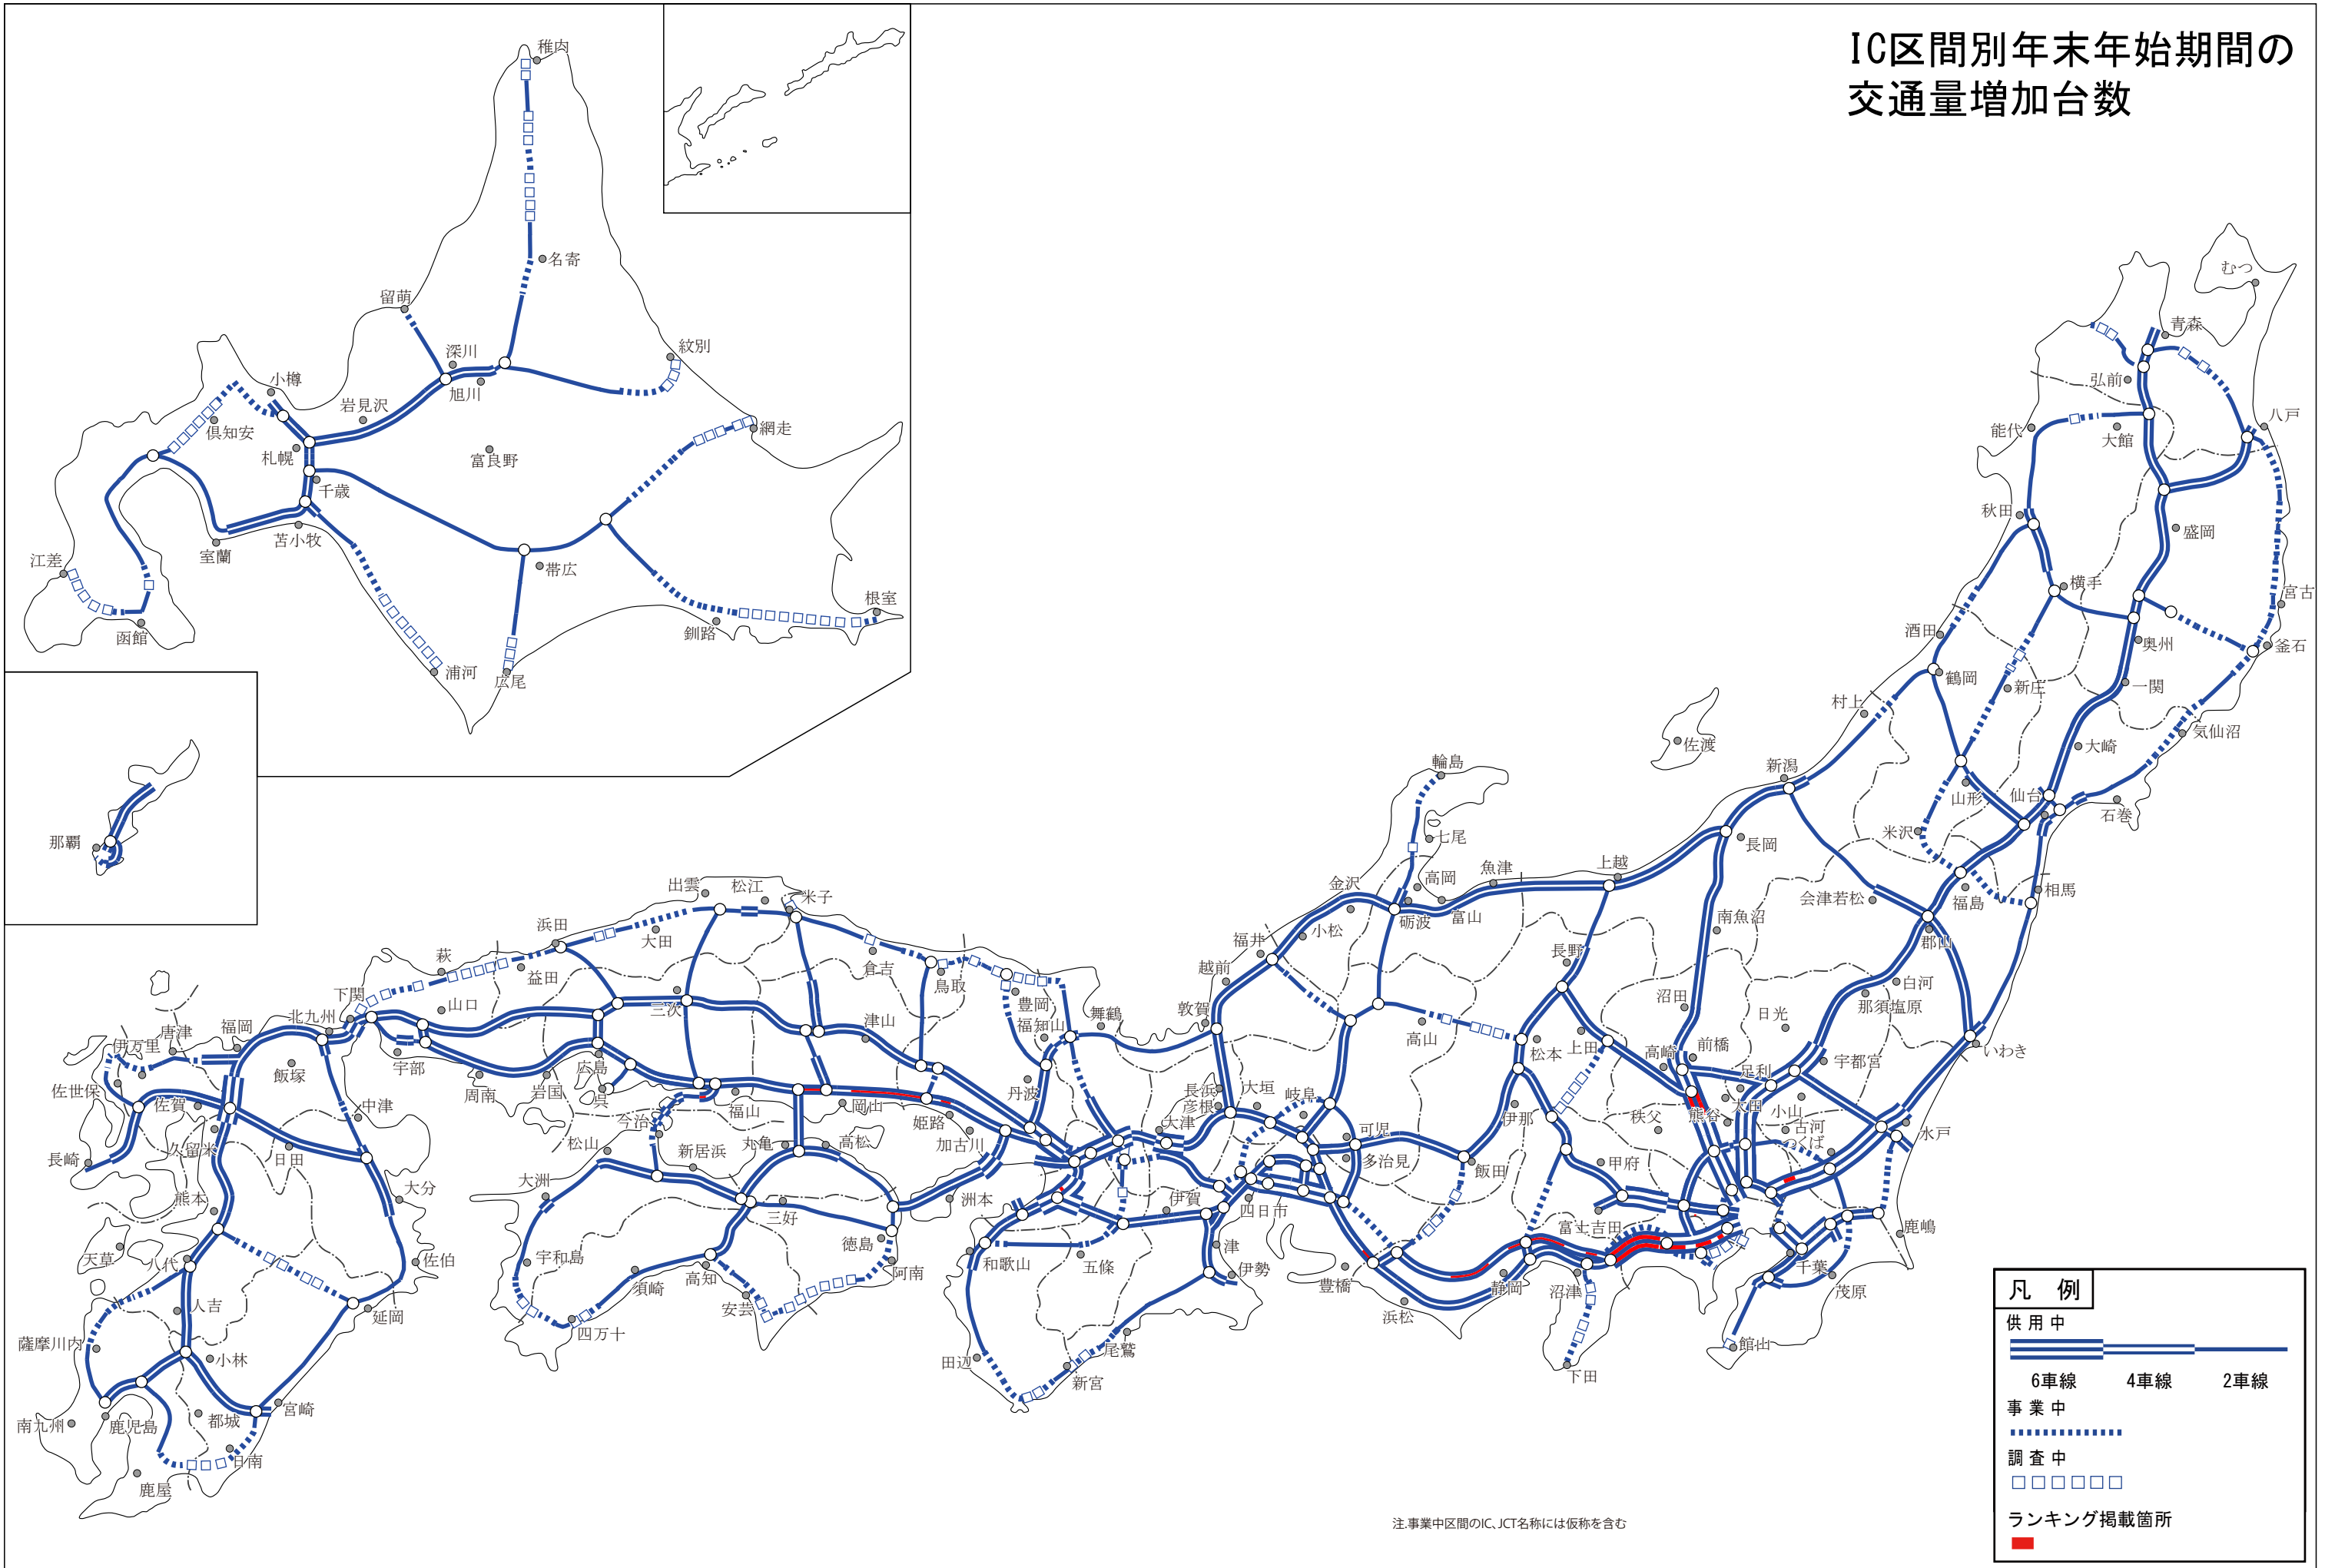 IC区間別年末年始期間の
交通量増加台数
稚内
名寄
留萌
深川
旭川
紋別
小樽
岩見沢
倶知安
札幌
富良野
網走
千歳
苫小牧
室蘭
江差
函館
帯広
釧路
根室
浦河
広尾
那覇
むつ
青森
弘前
八戸
能代
大館
秋田
盛岡
横手
宮古
酒田
奥州
釜石
鶴岡
新庄
一関
村上
気仙沼
佐渡
大崎
輪島
新潟
山形
仙台
石巻
米沢
七尾
長岡
魚津
上越
出雲
松江
米子
金沢
高岡
会津若松
福島
相馬
浜田
大田
砺波
富山
南魚沼
小松
福井
郡山
萩
益田
倉吉
越前
長野
白河
下関
山口
鳥取
豊岡
沼田
那須塩原
北九州
三次
津山
舞鶴
敦賀
日光
唐津
福岡
福知山
高山
松本
上田
高崎
前橋
宇都宮
いわき
伊万里
飯塚
宇部
広島
足利
佐世保
周南
岩国
呉
丹波
長浜
大垣
佐賀
中津
今治
福山
岡山
姫路
彦根
岐阜
伊那
秩父
熊谷
太田
小山
古河
つくば
水戸
久留米
日田
松山
新居浜
丸亀
高松
加古川
大津
可児
多治見
飯田
甲府
長崎
大分
大洲
洲本
伊賀
四日市
富士吉田
鹿嶋
熊本
三好
徳島
天草
八代
佐伯
宇和島
須崎
高知
阿南
和歌山
五條
津
伊勢
豊橋
静岡
沼津
千葉
茂原
人吉
延岡
安芸
浜松
薩摩川内
四万十
小林
田辺
尾鷲
新宮
下田
館山
南九州
鹿児島
都城
宮崎
日南
鹿屋
凡 例
供用中
6車線 4車線 2車線
事業中
調査中
ランキング掲載箇所
注.事業中区間のIC、JCT名称には仮称を含む